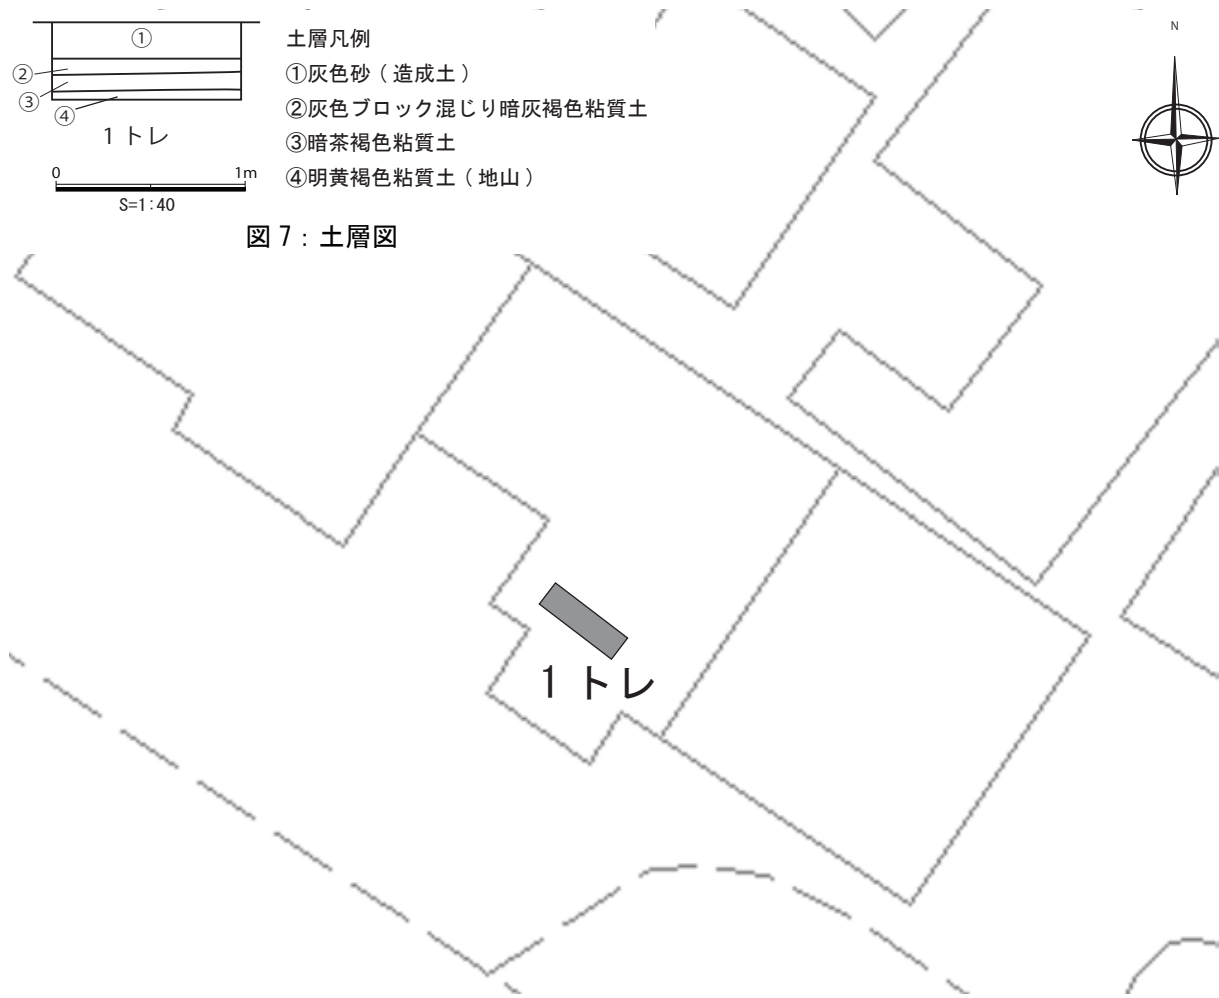 ①
②
③
④
1 トレ
0 1m
S=1:40
土層凡例
①灰色砂 ( 造成土 )
②灰色ブロック混じり暗灰褐色粘質土
③暗茶褐色粘質土
④明黄褐色粘質土 ( 地山 )
図 7 : 土層図
N
1 トレ